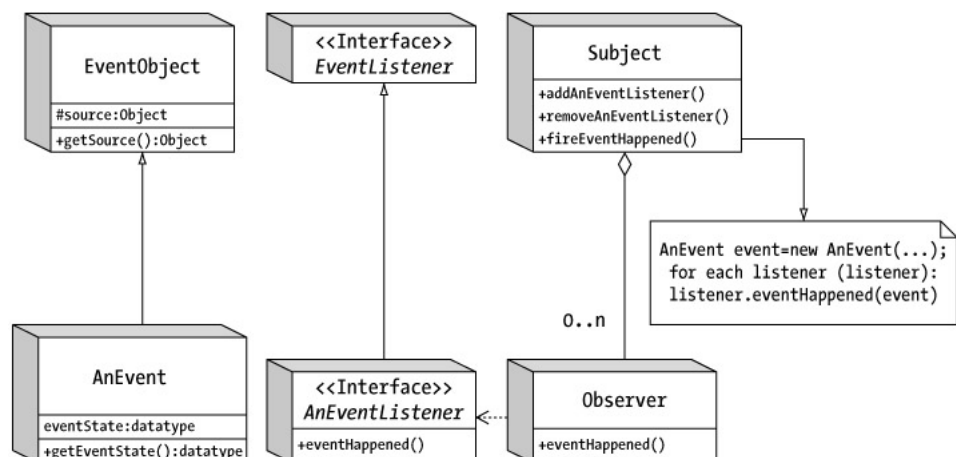 EventObject
#source:Object
+getSource():Object
<<Interface>>
EventListener
Subject
+addAnEventListener()
+removeAnEventListener()
+fireEventHappened()
AnEvent event=new AnEvent(...);
for each listener (listener):
listener.eventHappened(event)
0..n
AnEvent
eventState:datatype
+getEventState():datatype
<<Interface>>
AnEventListener
+eventHappened()
Observer
+eventHappened()